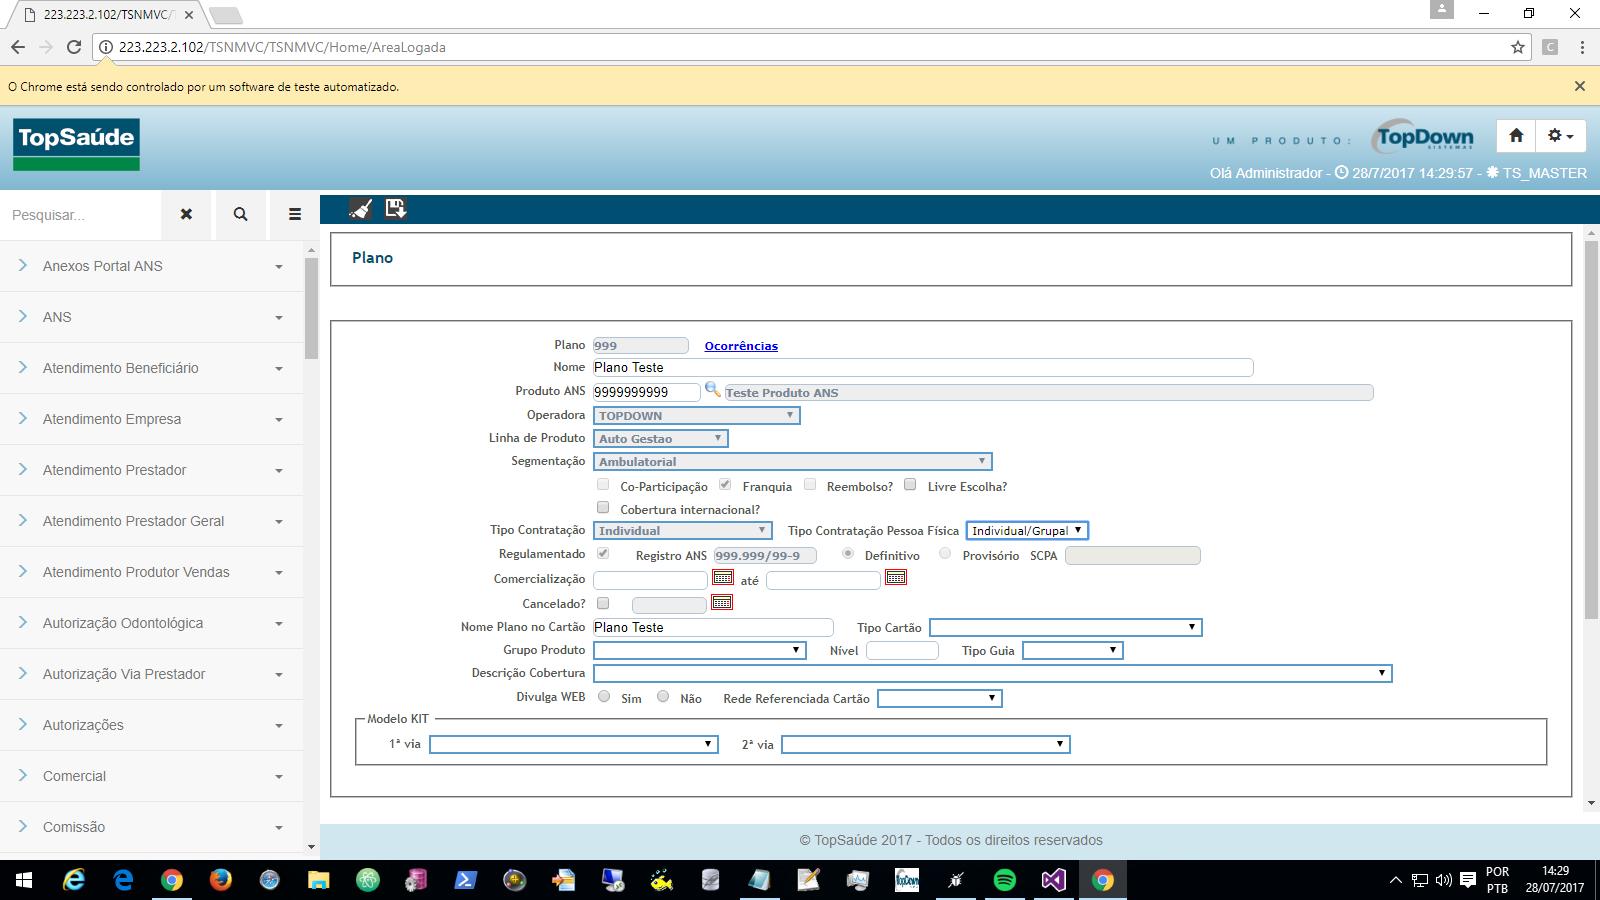 223.223.2.102/TSNMVC/T
223.223.2.102/TSNMVC/TSNMVC/Home/AreaLogada
C
O Chrome está sendo controlado por um software de teste automatizado.
TopSaúde
UM PRODUTO:
TopDown
SISTEMAS
Olá Administrador - 28/7/2017 14:29:57 - TS_MASTER
Pesquisar...
Anexos Portal ANS
ANS
Atendimento Beneficiário
Atendimento Empresa
Atendimento Prestador
Atendimento Prestador Geral
Atendimento Produtor Vendas
Autorização Odontológica
Autorização Via Prestador
Autorizações
Comercial
Comissão
Plano
Plano 999 Ocorrências
Nome Plano Teste
Produto ANS 9999999999 Teste Produto ANS
Operadora TOPDOWN
Linha de Produto Auto Gestao
Segmentação Ambulatorial
Co-Participação Franquia Reembolso? Livre Escolha?
Cobertura internacional?
Tipo Contratação Individual Tipo Contratação Pessoa Física Individual/Grupal
Regulamentado Registro ANS 999.999/99-9 Definitivo Provisório SCPA
Comercialização até
Cancelado?
Nome Plano no Cartão Plano Teste Tipo Cartão
Grupo Produto Nível Tipo Guia
Descrição Cobertura
Divulga WEB Sim Não Rede Referenciada Cartão
Modelo KIT
1ª via 2ª via
© TopSaúde 2017 - Todos os direitos reservados
TopDown
POR
PTB
14:29
28/07/2017